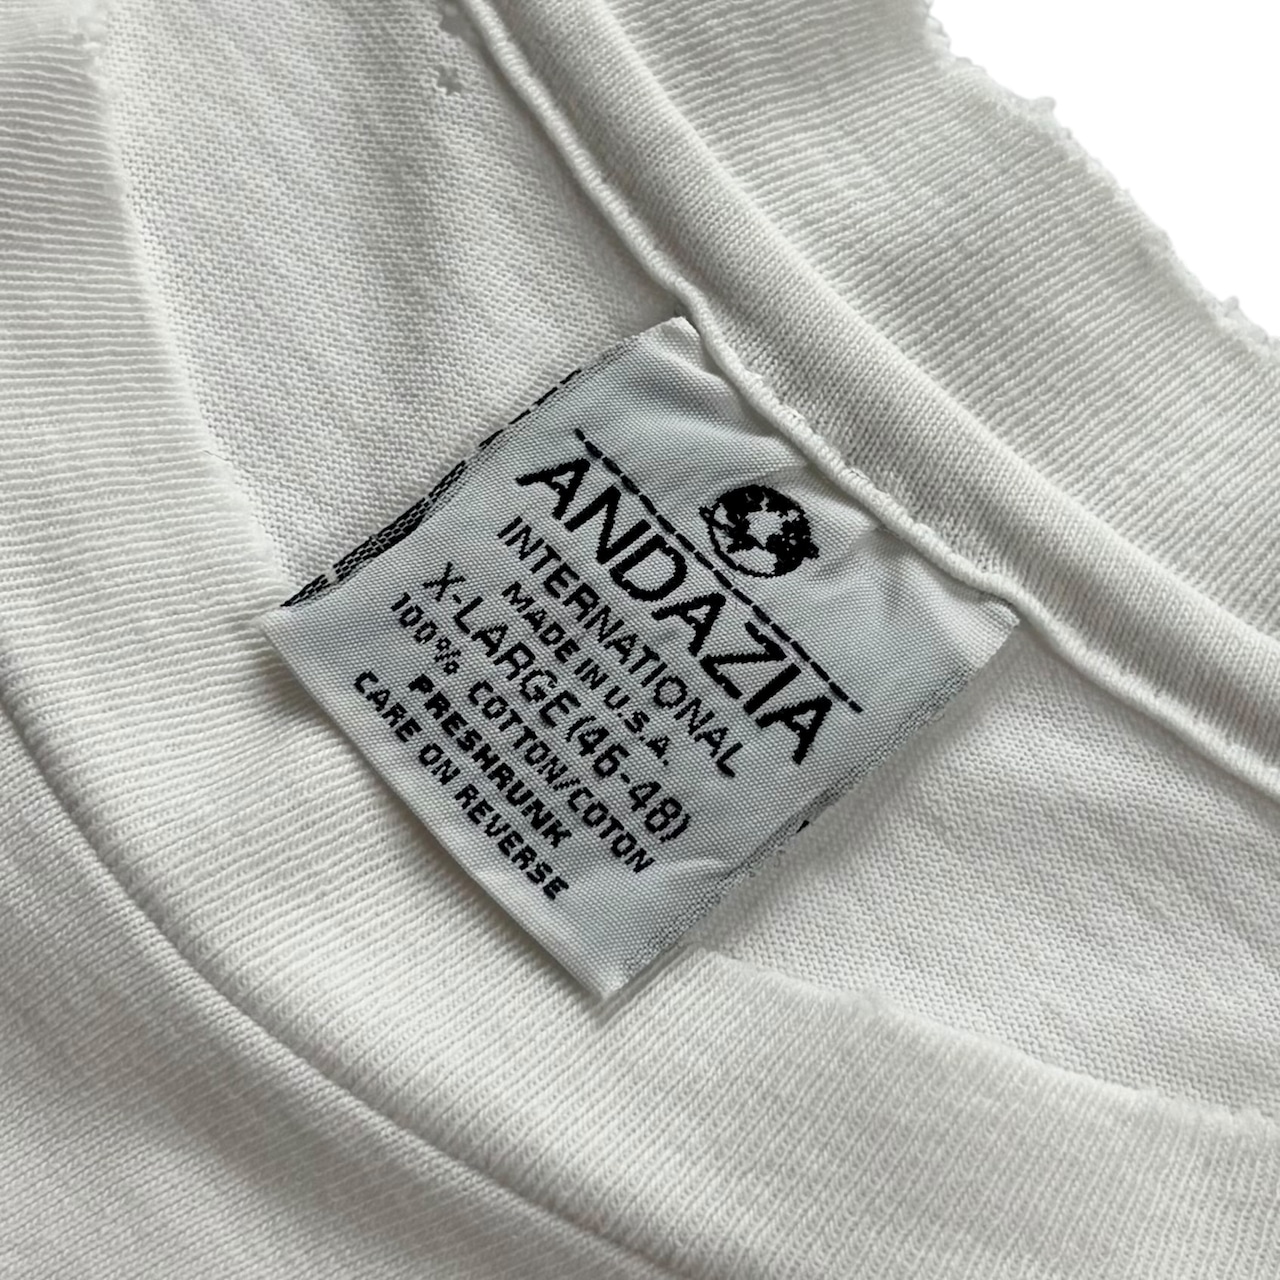 ANDAZIA
INTERNATIONAL
MADE IN U.S.A.
X-LARGE (46-48)
100% COTTON/COTON
PRESHRUNK
CARE ON REVERSE